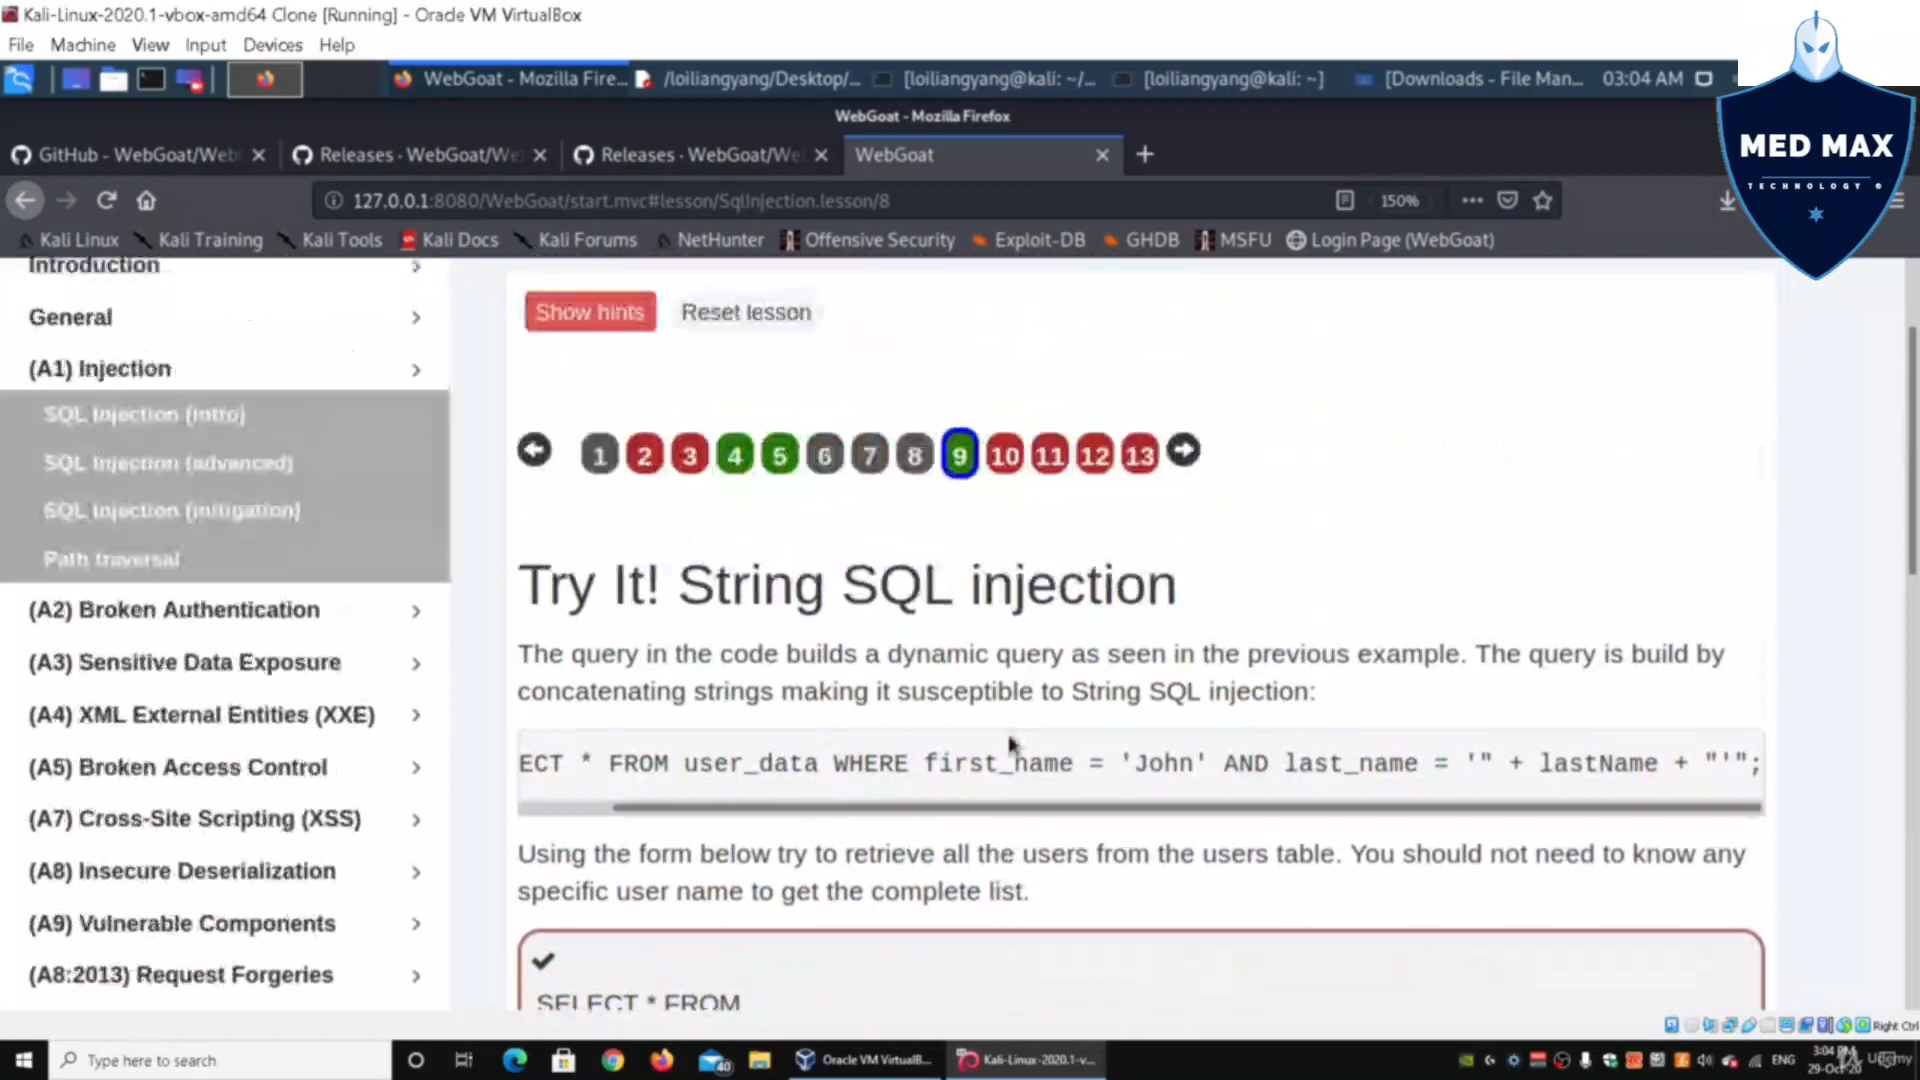 Kali-Linux-2020.1-vbox-amd64 Clone [Running] - Oracle VM VirtualBox
File Machine View Input Devices Help
WebGoat - Mozilla Fire... /loiliangyang/Desktop/... [loiliangyang@kali: ~/... [loiliangyang@kali: ~] [Downloads - File Man... 03:04 AM
WebGoat - Mozilla Firefox
GitHub - WebGoat/Web Releases · WebGoat/We Releases · WebGoat/We WebGoat
127.0.0.1:8080/WebGoat/start.mvc#lesson/SqlInjection.lesson/8 150%
Kali Linux Kali Training Kali Tools Kali Docs Kali Forums NetHunter Offensive Security Exploit-DB GHDB MSFU Login Page (WebGoat)
MED MAX
TECHNOLOGY
Introduction
General
(A1) Injection
SQL Injection (intro)
SQL Injection (advanced)
SQL Injection (mitigation)
Path traversal
(A2) Broken Authentication
(A3) Sensitive Data Exposure
(A4) XML External Entities (XXE)
(A5) Broken Access Control
(A7) Cross-Site Scripting (XSS)
(A8) Insecure Deserialization
(A9) Vulnerable Components
(A8:2013) Request Forgeries
Show hints Reset lesson
1 2 3 4 5 6 7 8 9 10 11 12 13
Try It! String SQL injection
The query in the code builds a dynamic query as seen in the previous example. The query is build by
concatenating strings making it susceptible to String SQL injection:
ECT * FROM user_data WHERE first_name = 'John' AND last_name = '" + lastName + "'";
Using the form below try to retrieve all the users from the users table. You should not need to know any
specific user name to get the complete list.
SELECT * FROM
Right Ctrl
Type here to search 40 Oracle VM VirtualB... Kali-Linux-2020.1-v... ENG 3:04 PM
29-Oct-20
Udemy